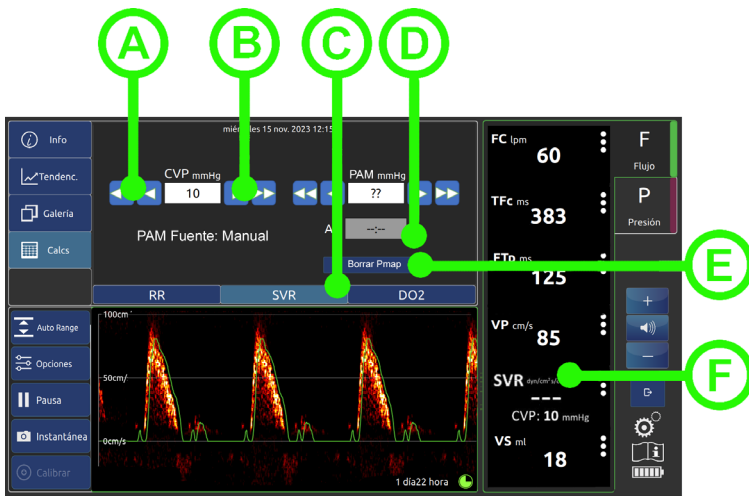 A
B
C
D
E
F
Info
Tendenc.
Galería
Calcs
miércoles 15 nov. 2023 12:15
CVP mmHg
10
PAM mmHg
??
PAM Fuente: Manual
--:--
Borrar Pmap
RR
SVR
DO2
Auto Range
Opciones
Pausa
Instantánea
Calibrar
100cm/
50cm/
0cm/s
1 día22 hora
FC lpm
60
TFc ms
383
FTp ms
125
VP cm/s
85
SVR
---
CVP: 10 mmHg
VS ml
18
F
Flujo
P
Presión
+
–